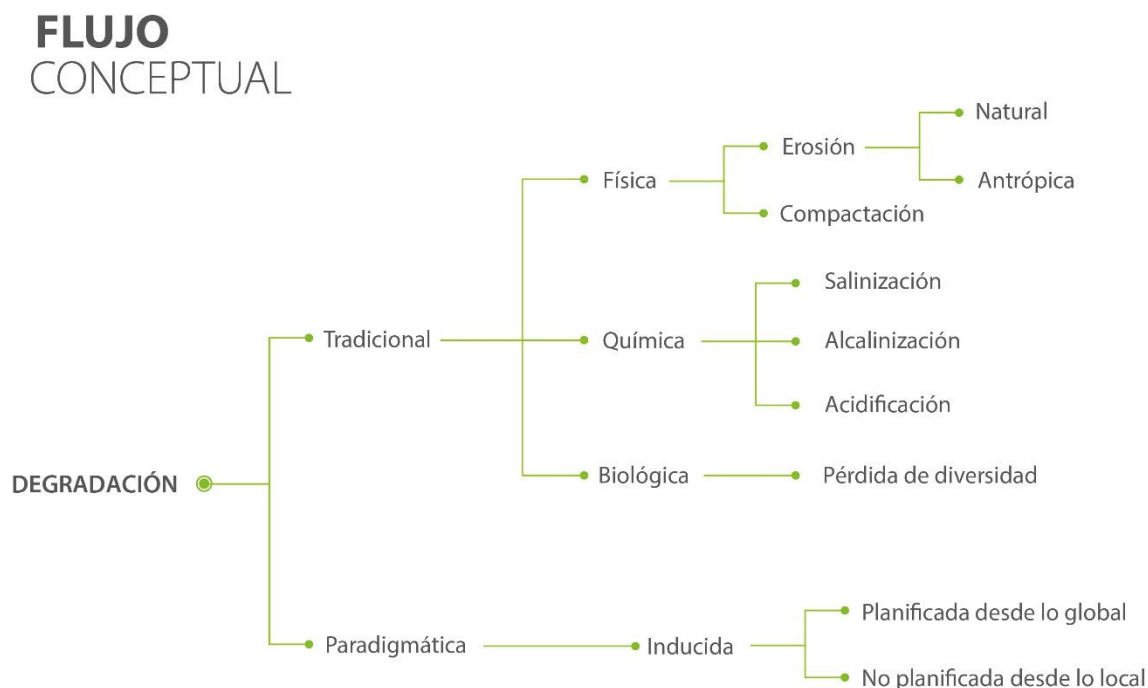 FLUJO
CONCEPTUAL
Natural
Erosión
Física
Antrópica
Compactación
Salinización
Tradicional
Química
Alcalinización
Acidificación
DEGRADACIÓN
Biológica
Pérdida de diversidad
Planificada desde lo global
Paradigmática
Inducida
No planificada desde lo local